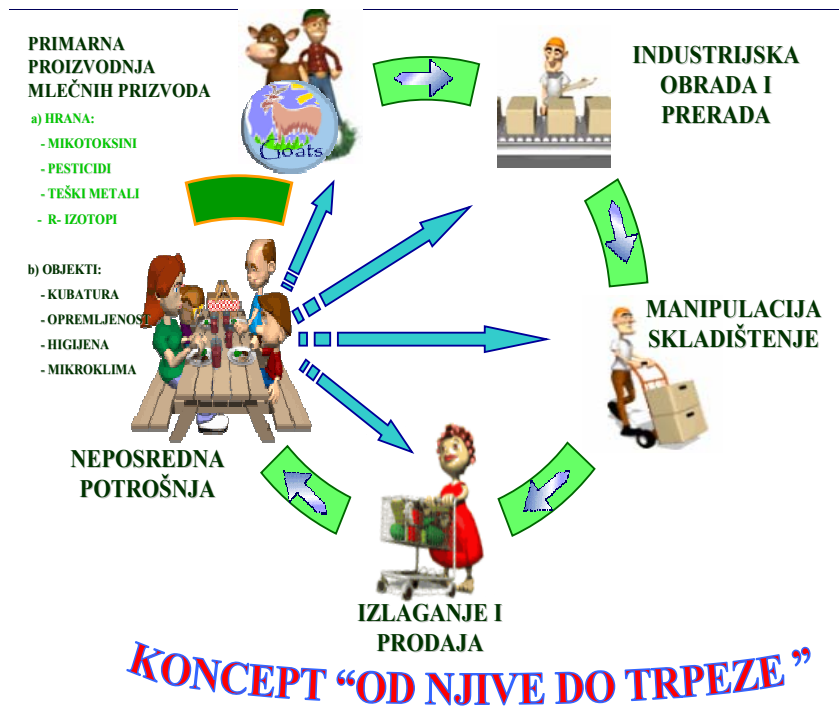 PRIMARNA
PROIZVODNJA
MLEČNIH PRIZVODA
a) HRANA:
- MIKOTOKSINI
- PESTICIDI
- TEŠKI METALI
- R- IZOTOPI
b) OBJEKTI:
- KUBATURA
- OPREMLJENOST
- HIGIJENA
- MIKROKLIMA
Goats
INDUSTRIJSKA
OBRADA I
PRERADA
MANIPULACIJA
SKLADIŠTENJE
NEPOSREDNA
POTROŠNJA
IZLAGANJE I
PRODAJA
KONCEPT “OD NJIVE DO TRPEZE ”